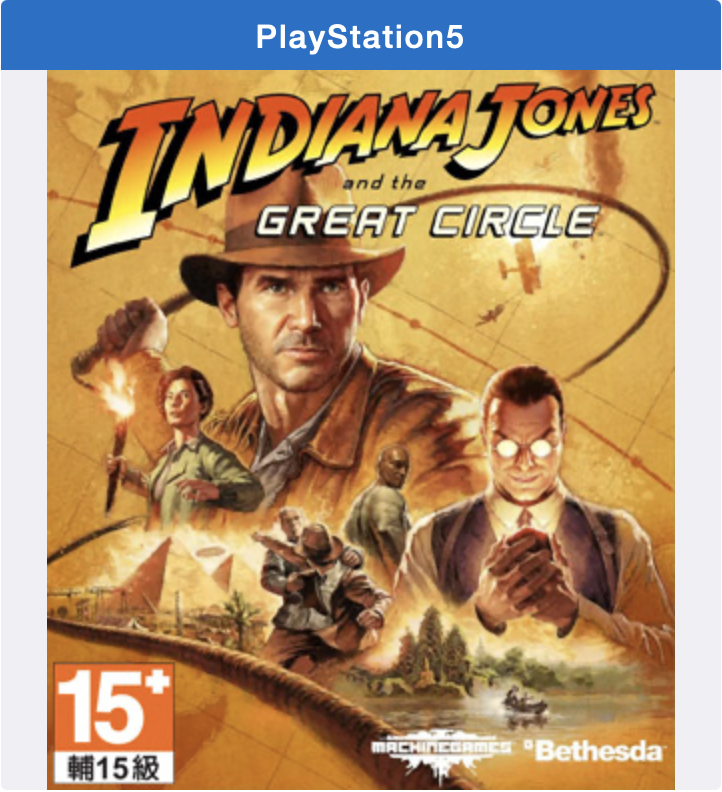 PlayStation5
INDIANA JONES
and the
GREAT CIRCLE
15+
輔15級
MACHINEGAMES
Bethesda